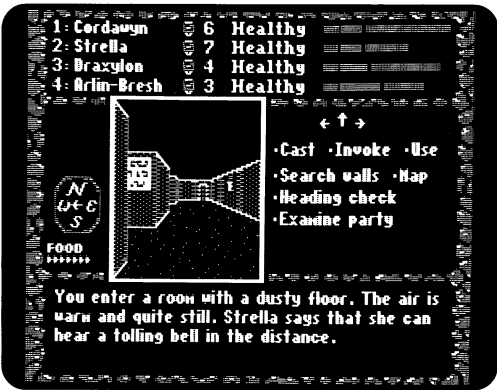 1: Cordawyn 6 Healthy
2: Strella 7 Healthy
3: Draxylon 4 Healthy
4: Arlin-Bresh 3 Healthy
← ↑ →
·Cast ·Invoke ·Use
·Search walls ·Map
·Heading check
·Examine party
N
W E
S
FOOD
You enter a room with a dusty floor. The air is
warm and quite still. Strella says that she can
hear a tolling bell in the distance.